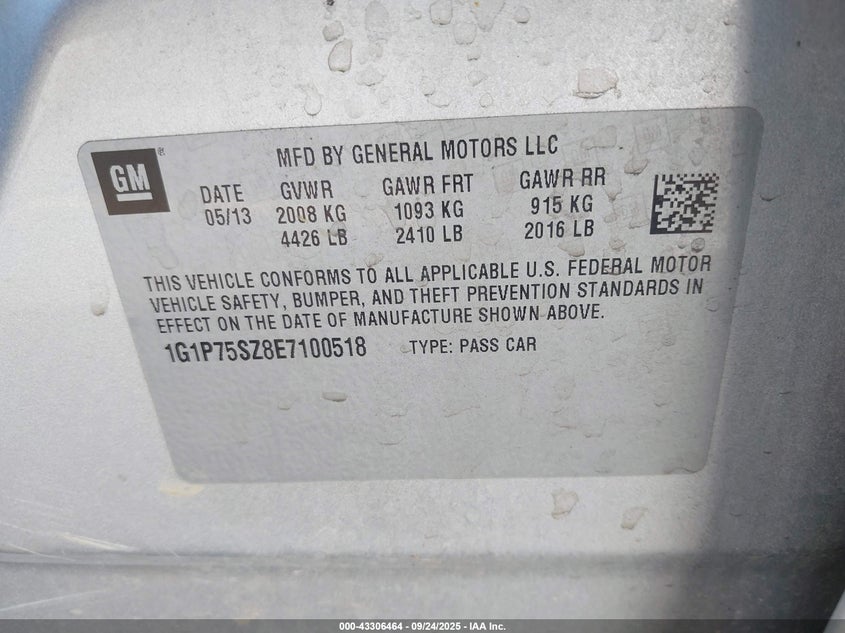 GM
MFD BY GENERAL MOTORS LLC
DATE GVWR GAWR FRT GAWR RR
05/13 2008 KG 1093 KG 915 KG
4426 LB 2410 LB 2016 LB
THIS VEHICLE CONFORMS TO ALL APPLICABLE U.S. FEDERAL MOTOR
VEHICLE SAFETY, BUMPER, AND THEFT PREVENTION STANDARDS IN
EFFECT ON THE DATE OF MANUFACTURE SHOWN ABOVE.
1G1P75SZ8E7100518 TYPE: PASS CAR
000-43306464 - 09/24/2025 - IAA Inc.